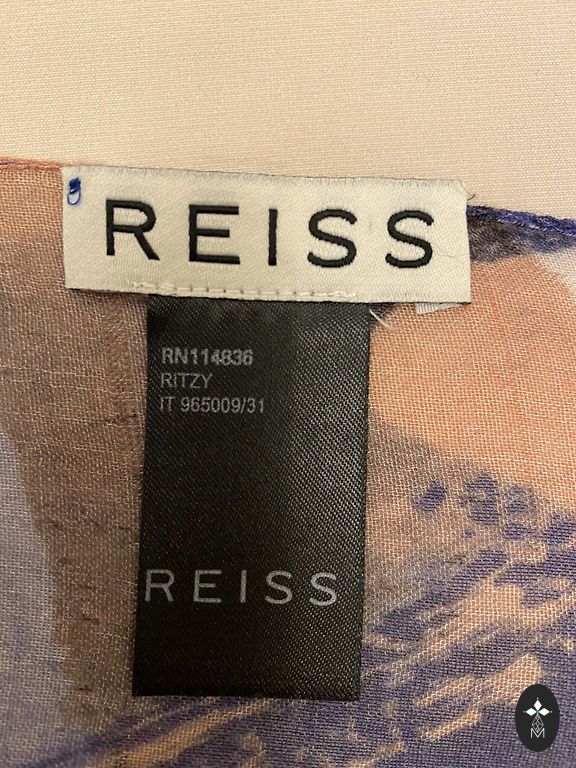 REISS
RN114836
RITZY
IT 965009/31
REISS
M